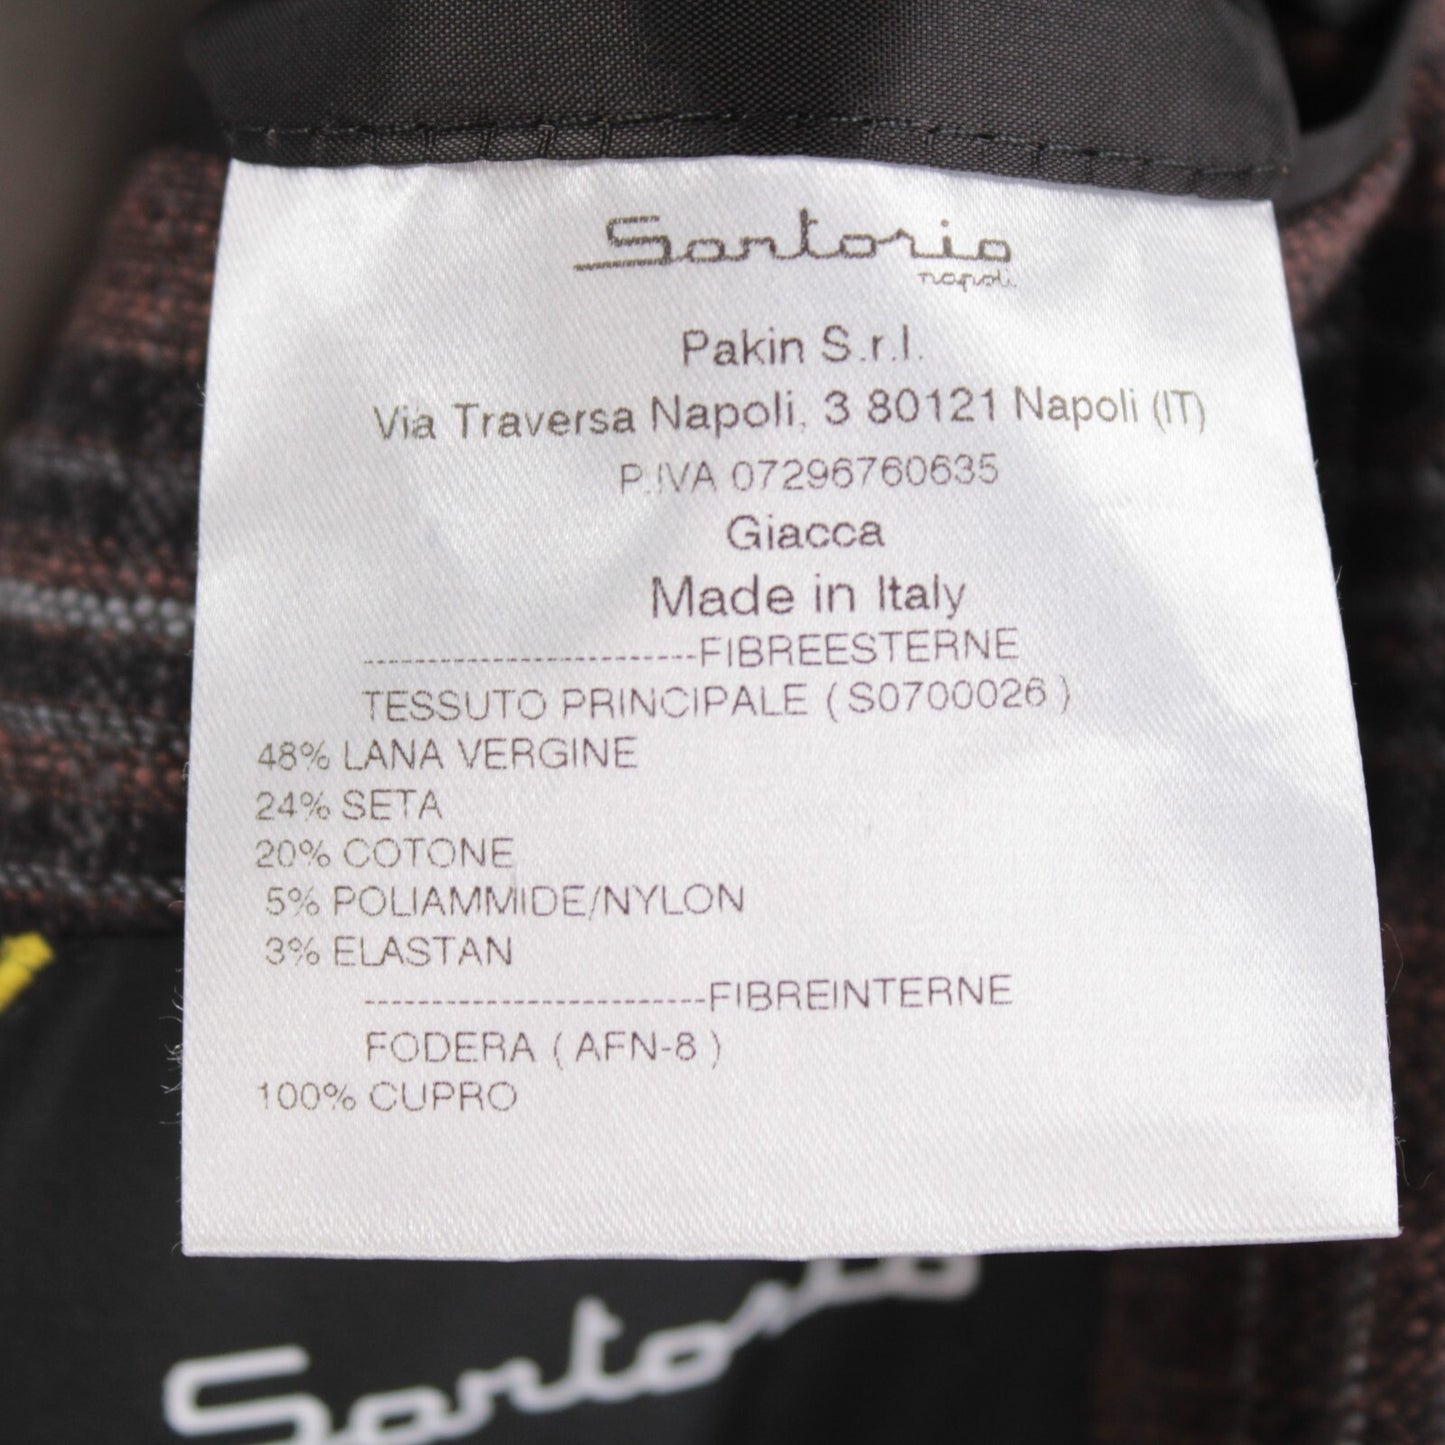 Sartorio
napoli
Pakin S.r.l.
Via Traversa Napoli, 3 80121 Napoli (IT)
P.IVA 07296760635
Giacca
Made in Italy
--------------------------FIBREESTERNE
TESSUTO PRINCIPALE ( S0700026 )
48% LANA VERGINE
24% SETA
20% COTONE
5% POLIAMMIDE/NYLON
3% ELASTAN
--------------------------FIBREINTERNE
FODERA ( AFN-8 )
100% CUPRO
Sartorio